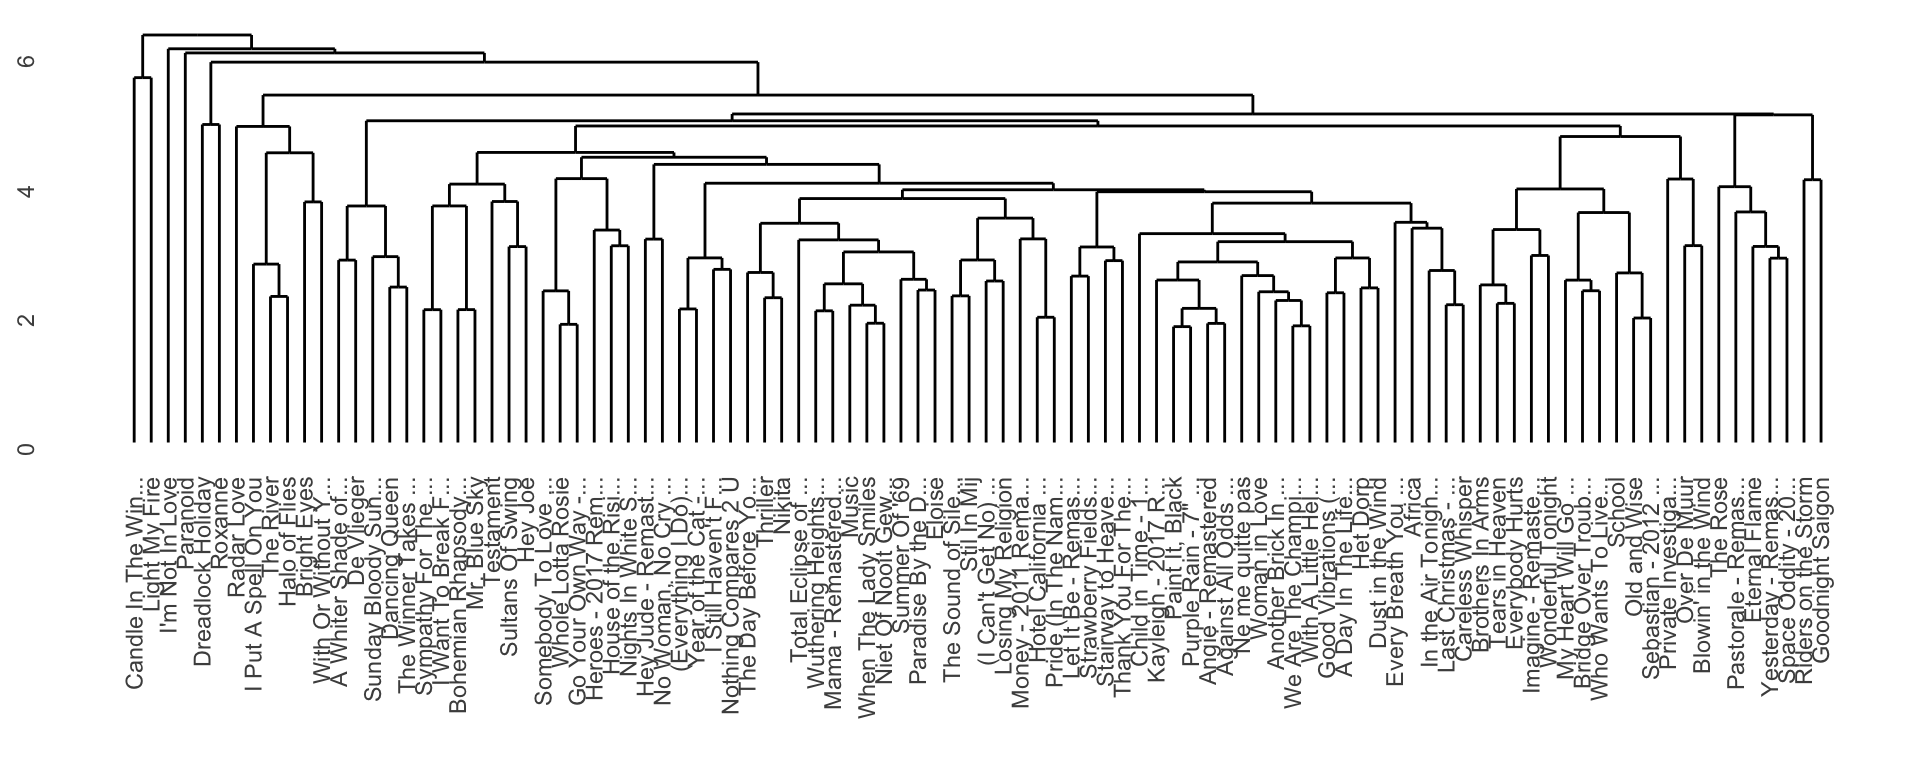 6
4
2
0
Candle In The Win...
Light My Fire
I'm Not In Love
Paranoid
Dreadlock Holiday
Roxanne
Radar Love
I Put A Spell On You
The River
Halo of Flies
Bright Eyes
With Or Without Y...
A Whiter Shade of...
De Vlieger
Sunday Bloody Sun...
Dancing Queen
The Winner Takes ...
Sympathy For The...
I Want To Break F...
Bohemian Rhapsody...
Mr. Blue Sky
Testament
Sultans Of Swing
Hey Joe
Somebody To Love ...
Whole Lotta Rosie
Go Your Own Way -...
Heroes - 2017 Rem...
House of the Risi...
Nights In White S...
Hey Jude - Remast...
No Woman, No Cry ...
(Everything I Do)...
Year of the Cat -...
I Still Haven't F...
Nothing Compares 2 U
The Day Before Yo...
Thriller
Nikita
Total Eclipse of ...
Wuthering Heights...
Mama - Remastered...
Music
When The Lady Smiles
Niet Of Nooit Gew...
Summer Of 69
Paradise By the D...
Eloise
The Sound of Sile...
Still In Mij
(I Can't Get No) ...
Losing My Religion
Money - 2011 Rema...
Hotel California
Pride (In The Nam...
Let It Be - Remas...
Strawberry Fields...
Stairway to Heave...
Thank You For The...
Child in Time - 1...
Kayleigh - 2017 R...
Paint It, Black
Purple Rain - 7" ...
Angie - Remastered
Against All Odds ...
Ne me quitte pas
Woman in Love
Another Brick In ...
We Are The Champi...
With A Little Hel...
Good Vibrations (...
A Day In The Life...
Het Dorp
Dust in the Wind
Every Breath You ...
Africa
In the Air Tonigh...
Last Christmas - ...
Careless Whisper
Brothers In Arms
Tears in Heaven
Everybody Hurts
Imagine - Remaste...
Wonderful Tonight
My Heart Will Go ...
Bridge Over Troub...
Who Wants To Live...
School
Old and Wise
Sebastian - 2012 ...
Private Investiga...
Over De Muur
Blowin' in the Wind
The Rose
Pastorale - Remas...
Eternal Flame
Yesterday - Remas...
Space Oddity - 20...
Riders on the Storm
Goodnight Saigon